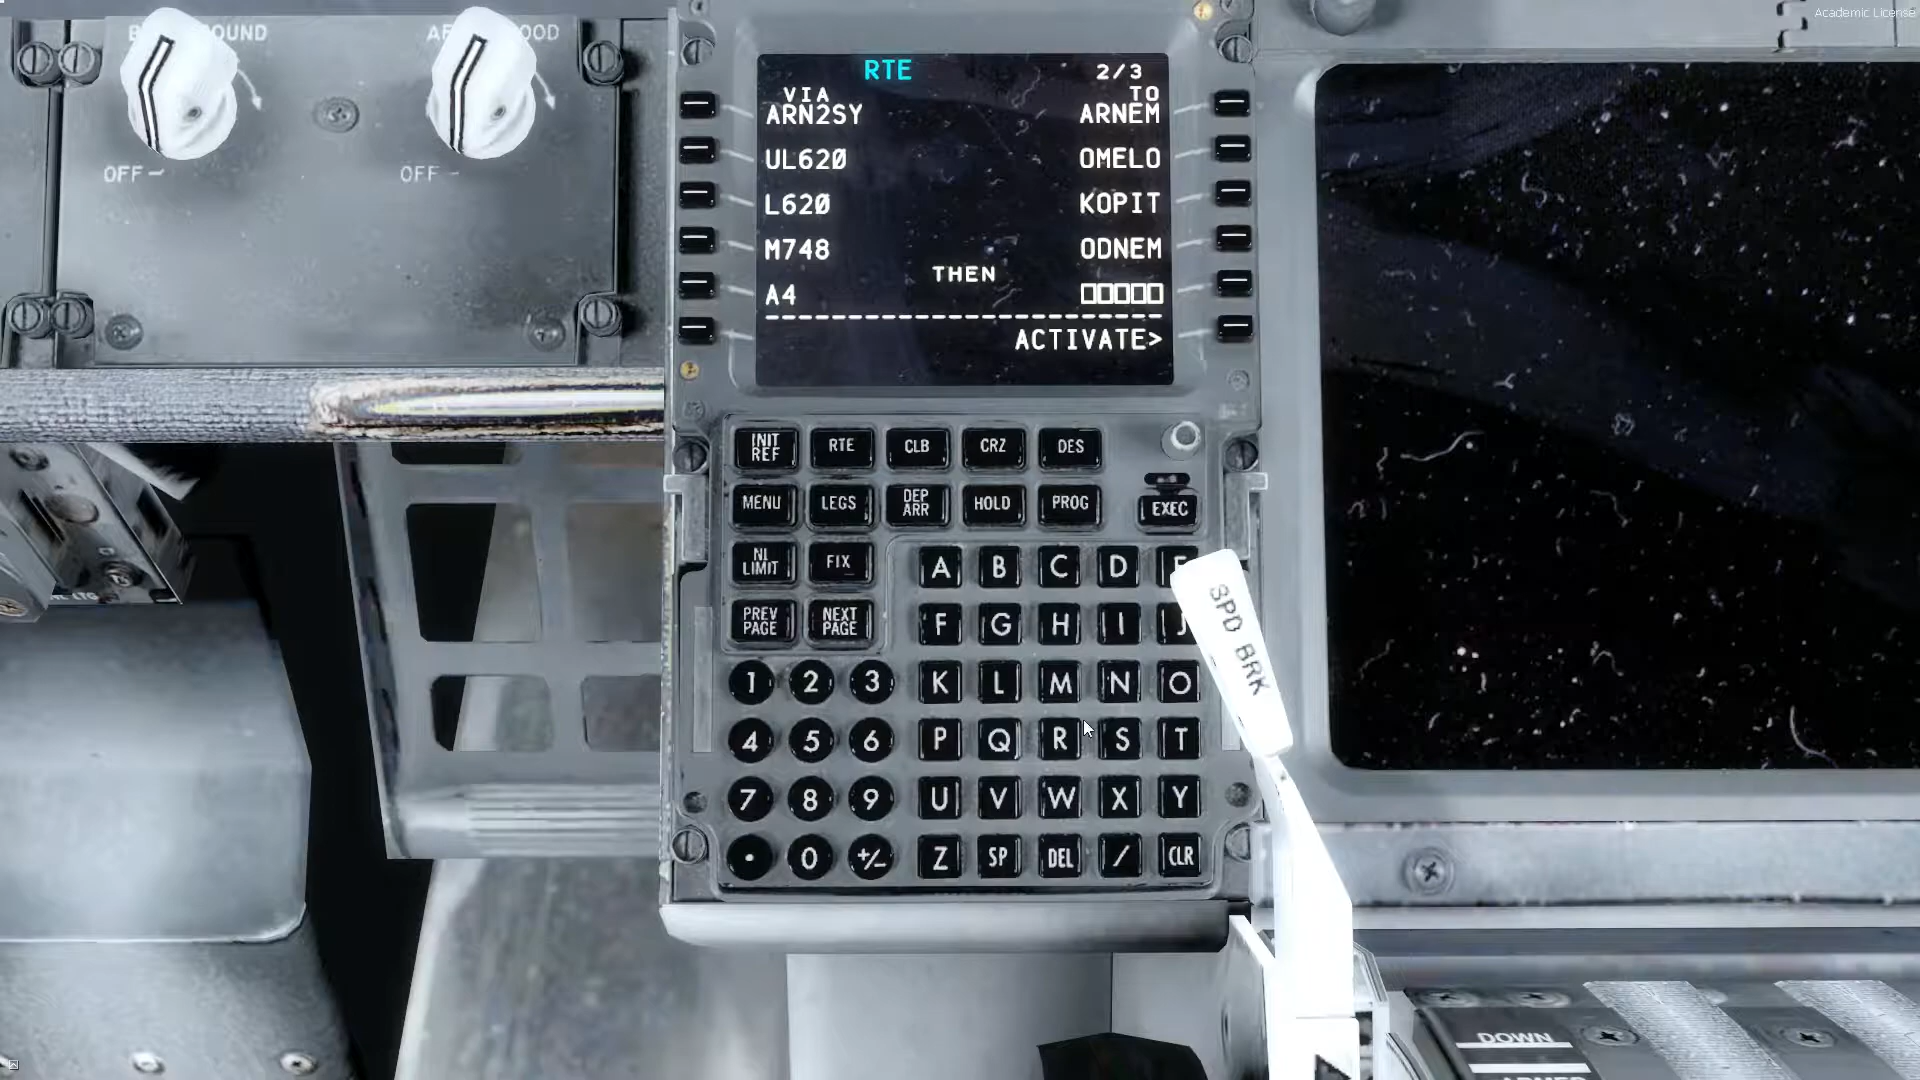 Academic License
BACKGROUND
AFDS FLOOD
OFF
OFF
RTE 2/3
VIA TO
ARN2SY ARNEM
UL620 OMELO
L620 KOPIT
M748 ODNEM
THEN
A4 □□□□□
--------------------
ACTIVATE>
INIT REF RTE CLB CRZ DES
MENU LEGS DEP ARR HOLD PROG EXEC
N1 LIMIT FIX
PREV PAGE NEXT PAGE
A B C D E
F G H I J
K L M N O
P Q R S T
U V W X Y
Z SP DEL / CLR
1 2 3
4 5 6
7 8 9
. 0 +/-
SPD BRK
DOWN
ARMED